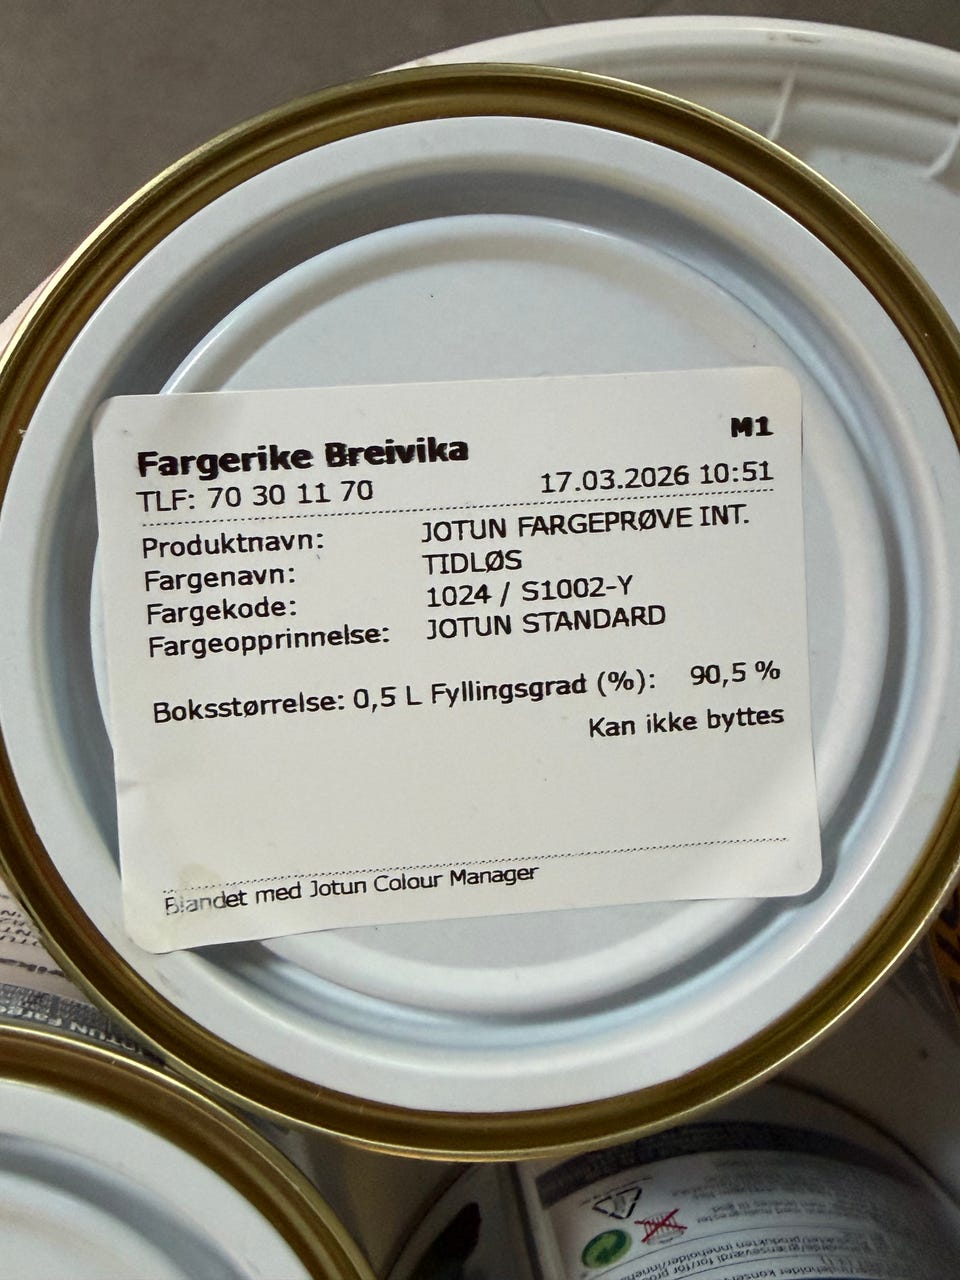 Fargerike Breivika
M1
TLF: 70 30 11 70
17.03.2026 10:51
Produktnavn: JOTUN FARGEPRØVE INT.
Fargenavn: TIDLØS
Fargekode: 1024 / S1002-Y
Fargeopprinnelse: JOTUN STANDARD
Boksstørrelse: 0,5 L Fyllingsgrad (%): 90,5 %
Kan ikke byttes
Blandet med Jotun Colour Manager